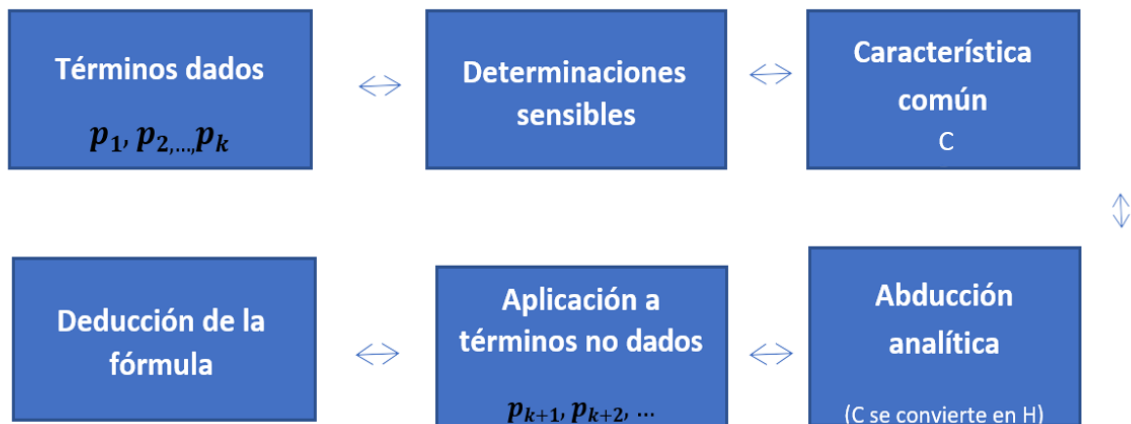 Términos dados
p₁, p₂,...,pₖ
Determinaciones
sensibles
Característica
común
C
Deducción de la
fórmula
Aplicación a
términos no dados
pₖ₊₁, pₖ₊₂, ...
Abducción
analítica
(C se convierte en H)